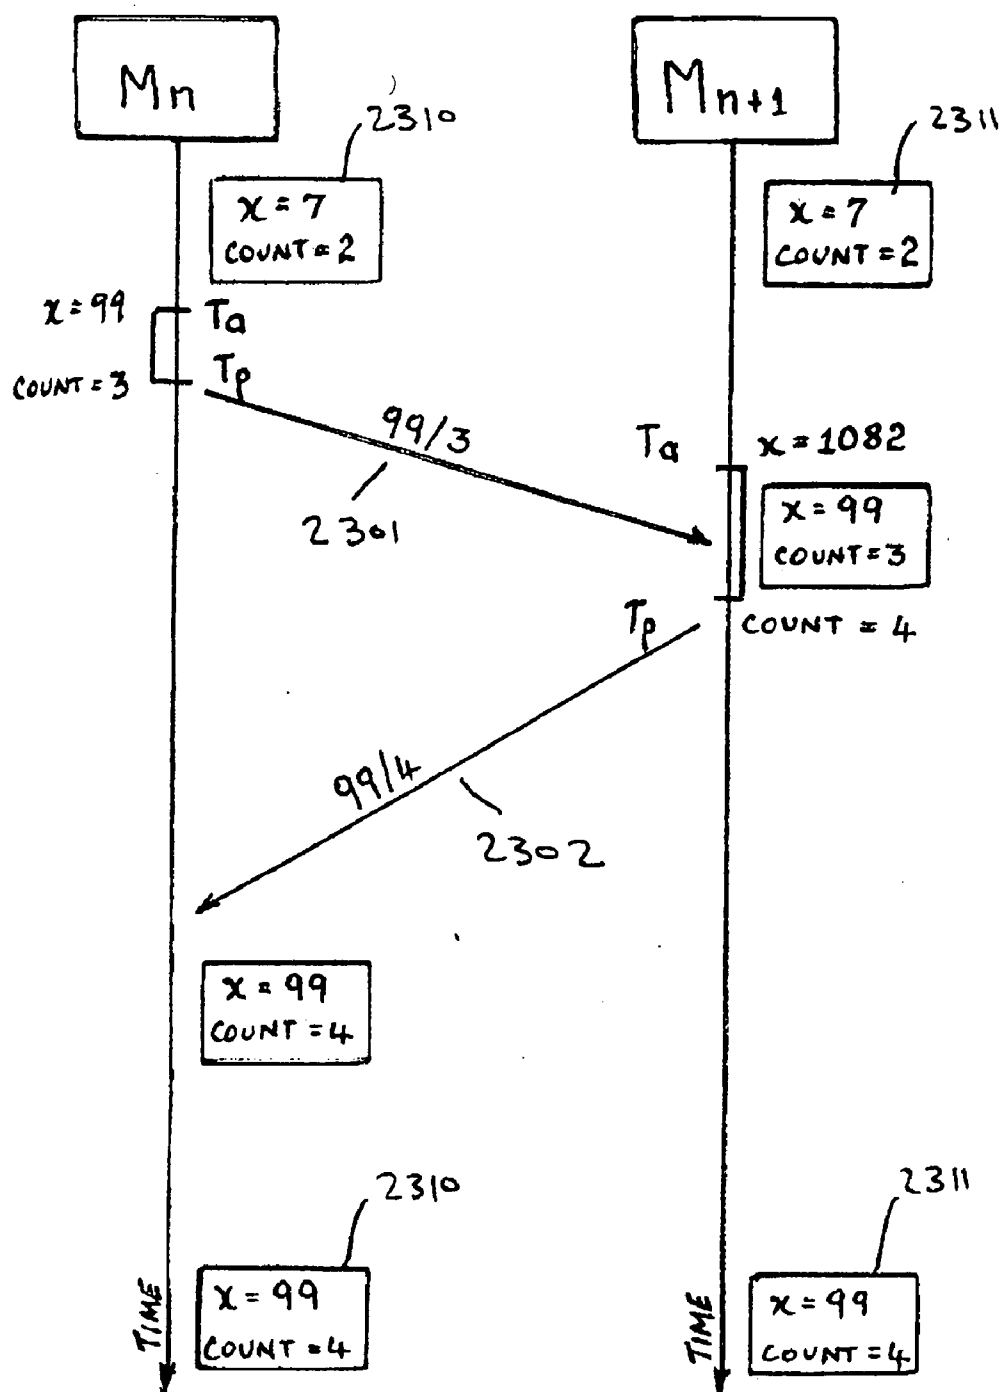 Mn
Mn+1
2310
2311
x = 7
COUNT = 2
x = 7
COUNT = 2
x = 99
Ta
Tp
COUNT = 3
99/3
2301
Ta
x = 1082
x = 99
COUNT = 3
Tp
COUNT = 4
99/4
2302
x = 99
COUNT = 4
2310
2311
TIME
x = 99
COUNT = 4
TIME
x = 99
COUNT = 4